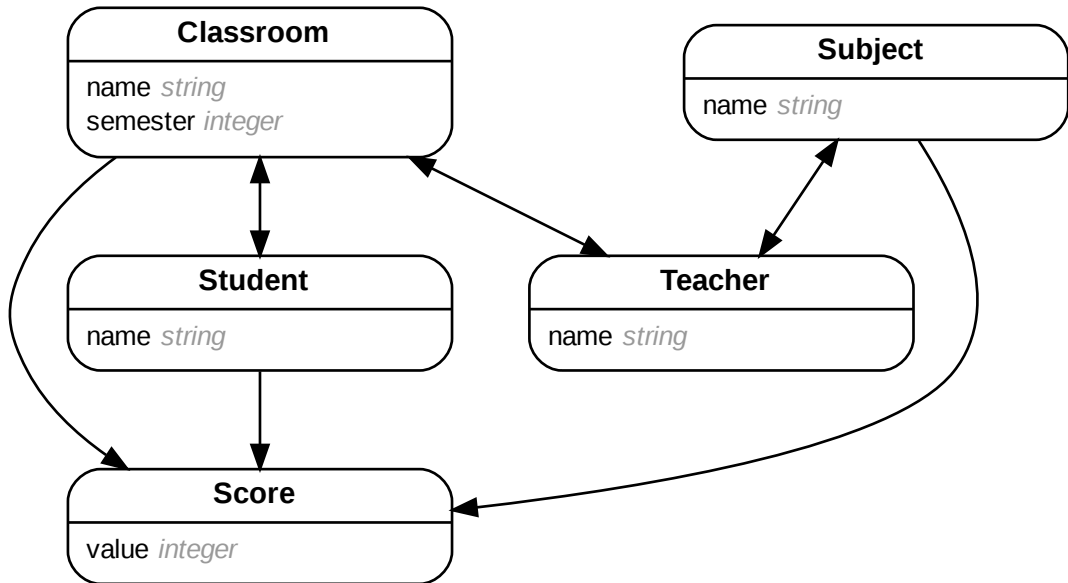 Classroom
name string
semester integer
Subject
name string
Student
name string
Teacher
name string
Score
value integer